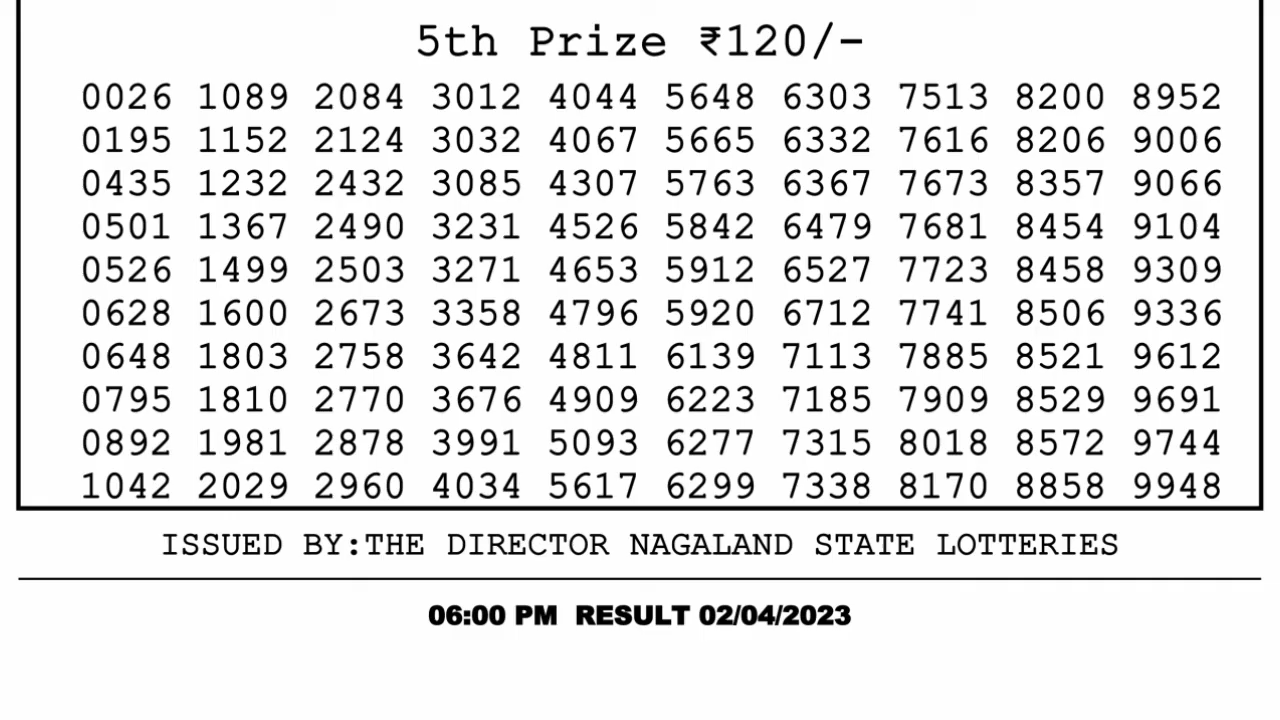 5th Prize ₹120/-
0026 1089 2084 3012 4044 5648 6303 7513 8200 8952
0195 1152 2124 3032 4067 5665 6332 7616 8206 9006
0435 1232 2432 3085 4307 5763 6367 7673 8357 9066
0501 1367 2490 3231 4526 5842 6479 7681 8454 9104
0526 1499 2503 3271 4653 5912 6527 7723 8458 9309
0628 1600 2673 3358 4796 5920 6712 7741 8506 9336
0648 1803 2758 3642 4811 6139 7113 7885 8521 9612
0795 1810 2770 3676 4909 6223 7185 7909 8529 9691
0892 1981 2878 3991 5093 6277 7315 8018 8572 9744
1042 2029 2960 4034 5617 6299 7338 8170 8858 9948
ISSUED BY:THE DIRECTOR NAGALAND STATE LOTTERIES
06:00 PM RESULT 02/04/2023